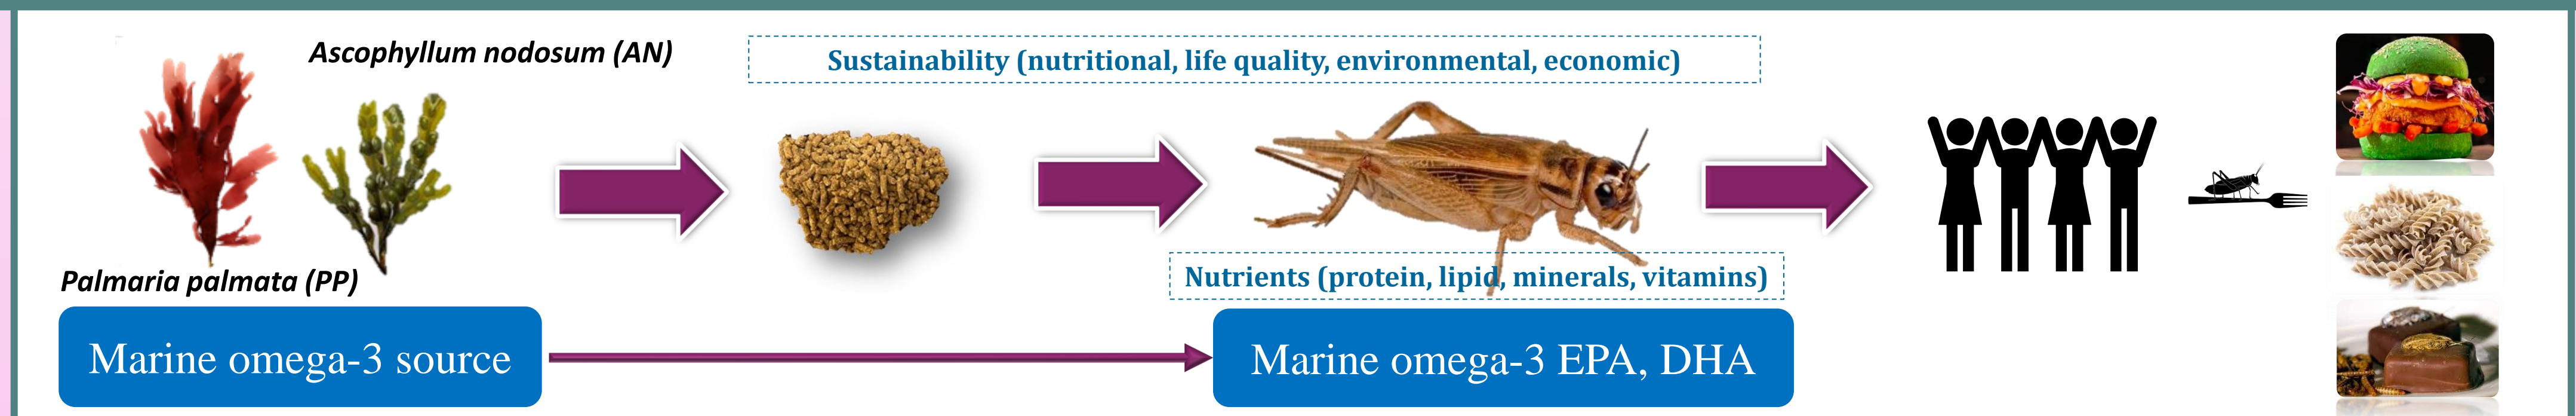 Ascophyllum nodosum (AN)
Sustainability (nutritional, life quality, environmental, economic)
Palmaria palmata (PP)
Nutrients (protein, lipid, minerals, vitamins)
Marine omega-3 source
Marine omega-3 EPA, DHA